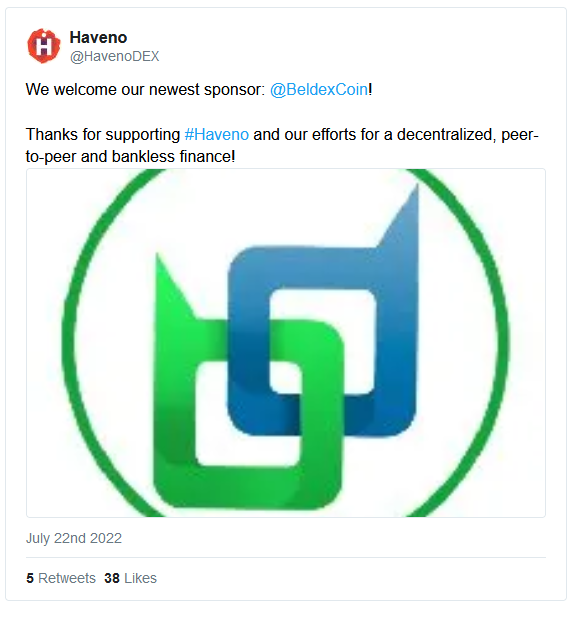 Haveno
@HavenoDEX
We welcome our newest sponsor: @BeldexCoin!
Thanks for supporting #Haveno and our efforts for a decentralized, peer-
to-peer and bankless finance!
July 22nd 2022
5 Retweets 38 Likes